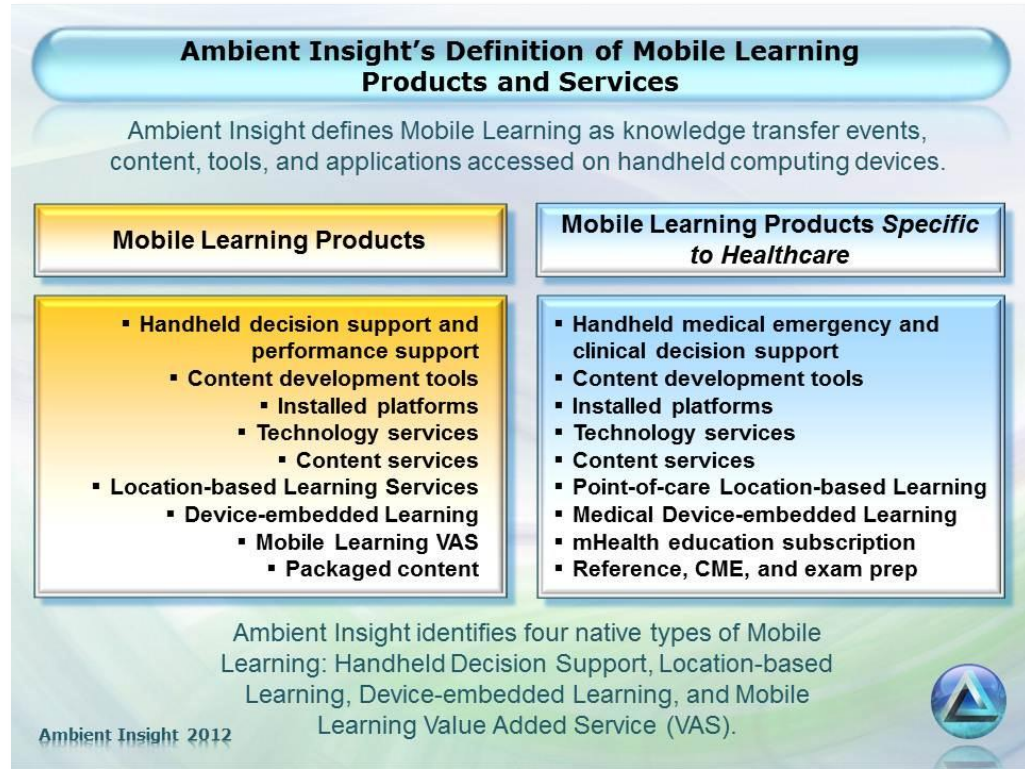 Ambient Insight’s Definition of Mobile Learning
Products and Services
Ambient Insight defines Mobile Learning as knowledge transfer events,
content, tools, and applications accessed on handheld computing devices.
Mobile Learning Products
▪ Handheld decision support and
performance support
▪ Content development tools
▪ Installed platforms
▪ Technology services
▪ Content services
▪ Location-based Learning Services
▪ Device-embedded Learning
▪ Mobile Learning VAS
▪ Packaged content
Mobile Learning Products Specific
to Healthcare
▪ Handheld medical emergency and
clinical decision support
▪ Content development tools
▪ Installed platforms
▪ Technology services
▪ Content services
▪ Point-of-care Location-based Learning
▪ Medical Device-embedded Learning
▪ mHealth education subscription
▪ Reference, CME, and exam prep
Ambient Insight identifies four native types of Mobile
Learning: Handheld Decision Support, Location-based
Learning, Device-embedded Learning, and Mobile
Learning Value Added Service (VAS).
Ambient Insight 2012